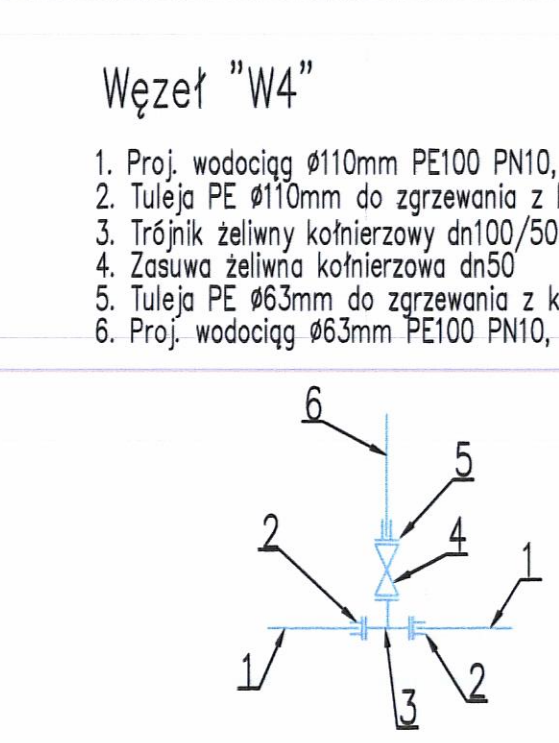 Węzeł "W4"
1. Proj. wodociąg ø110mm PE100 PN10,
2. Tuleja PE ø110mm do zgrzewania z
3. Trójnik żeliwny kołnierzowy dn100/50
4. Zasuwa żeliwna kołnierzowa dn50
5. Tuleja PE ø63mm do zgrzewania z k
6. Proj. wodociąg ø63mm PE100 PN10,
6
5
2
4
1
1
2
3